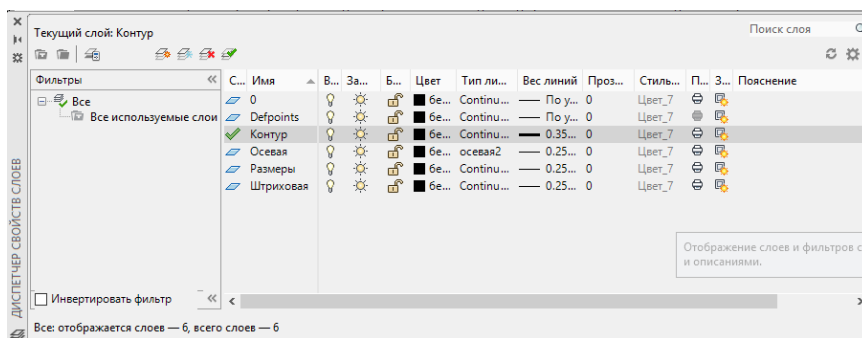 Текущий слой: Контур
Поиск слоя
Фильтры
С... Имя В... За... Б... Цвет Тип ли... Вес линий Проз... Стиль... П... З... Пояснение
Все
Все используемые слои
0 бе... Continu... По у... 0 Цвет_7
Defpoints бе... Continu... По у... 0 Цвет_7
Контур бе... Continu... 0.35... 0 Цвет_7
Осевая бе... осевая2 0.25... 0 Цвет_7
Размеры бе... Continu... 0.25... 0 Цвет_7
Штриховая бе... Continu... 0.25... 0 Цвет_7
Отображение слоев и фильтров с
и описаниями.
Инвертировать фильтр
Все: отображается слоев — 6, всего слоев — 6
ДИСПЕТЧЕР СВОЙСТВ СЛОЕВ